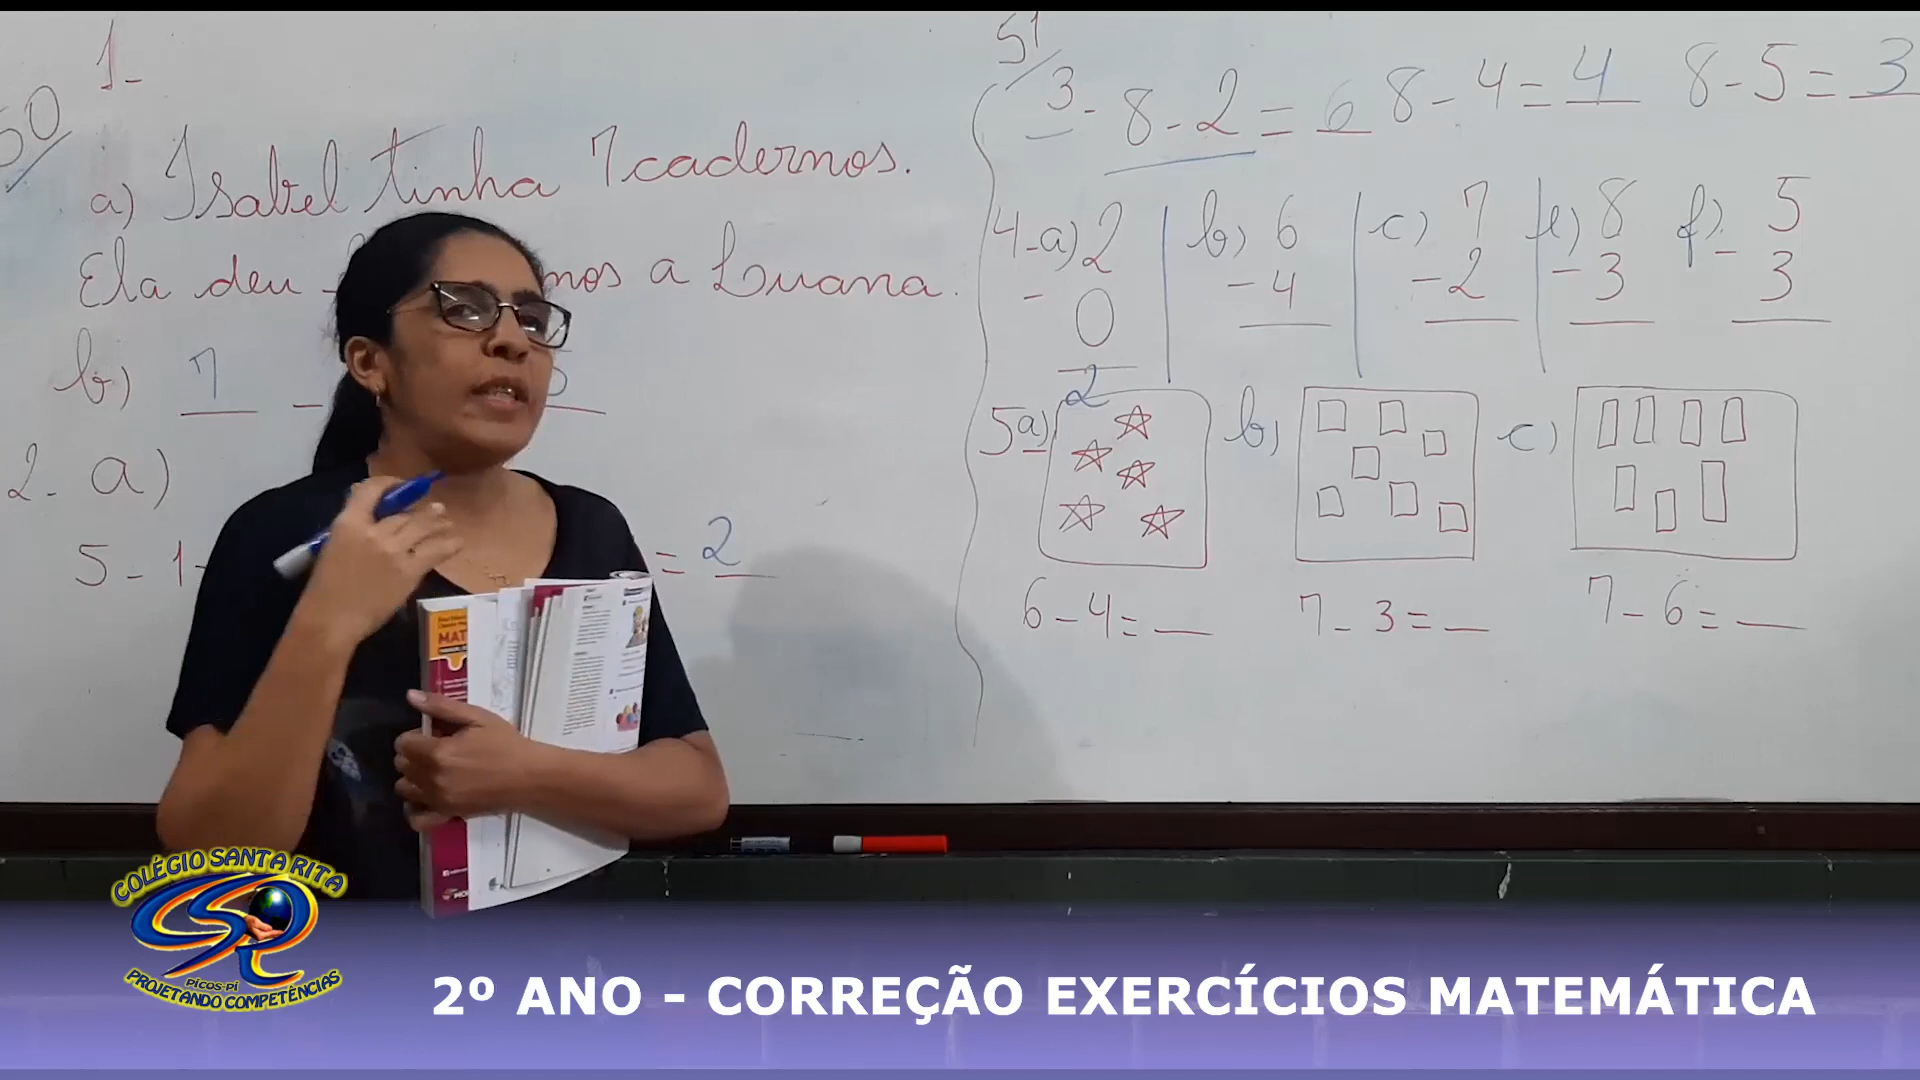 50
1-
a) Isabel tinha 7 cadernos.
Ela deu nos a Luana.
b) 7 -
2- a)
5 - 1 = 2
51
3- 8 - 2 = 6 8 - 4 = 4 8 - 5 = 3
4- a) 2 b) 6 c) 7 e) 8 f) 5
- 0 - 4 - 2 - 3 - 3
2
5 a) b) c)
6 - 4 = __ 7 - 3 = __ 7 - 6 = __
MAT
COLÉGIO SANTA RITA
PICOS-PI
PROJETANDO COMPETÊNCIAS
2º ANO - CORREÇÃO EXERCÍCIOS MATEMÁTICA